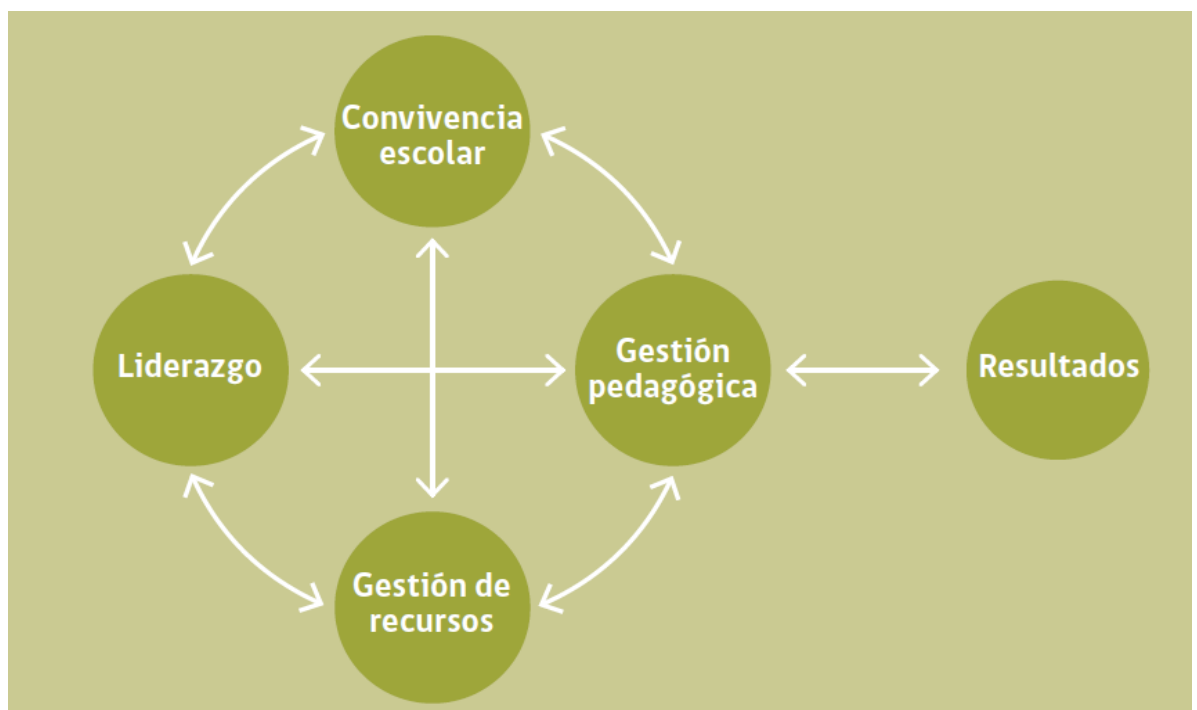 Convivencia
escolar
Liderazgo
Gestión
pedagógica
Resultados
Gestión de
recursos